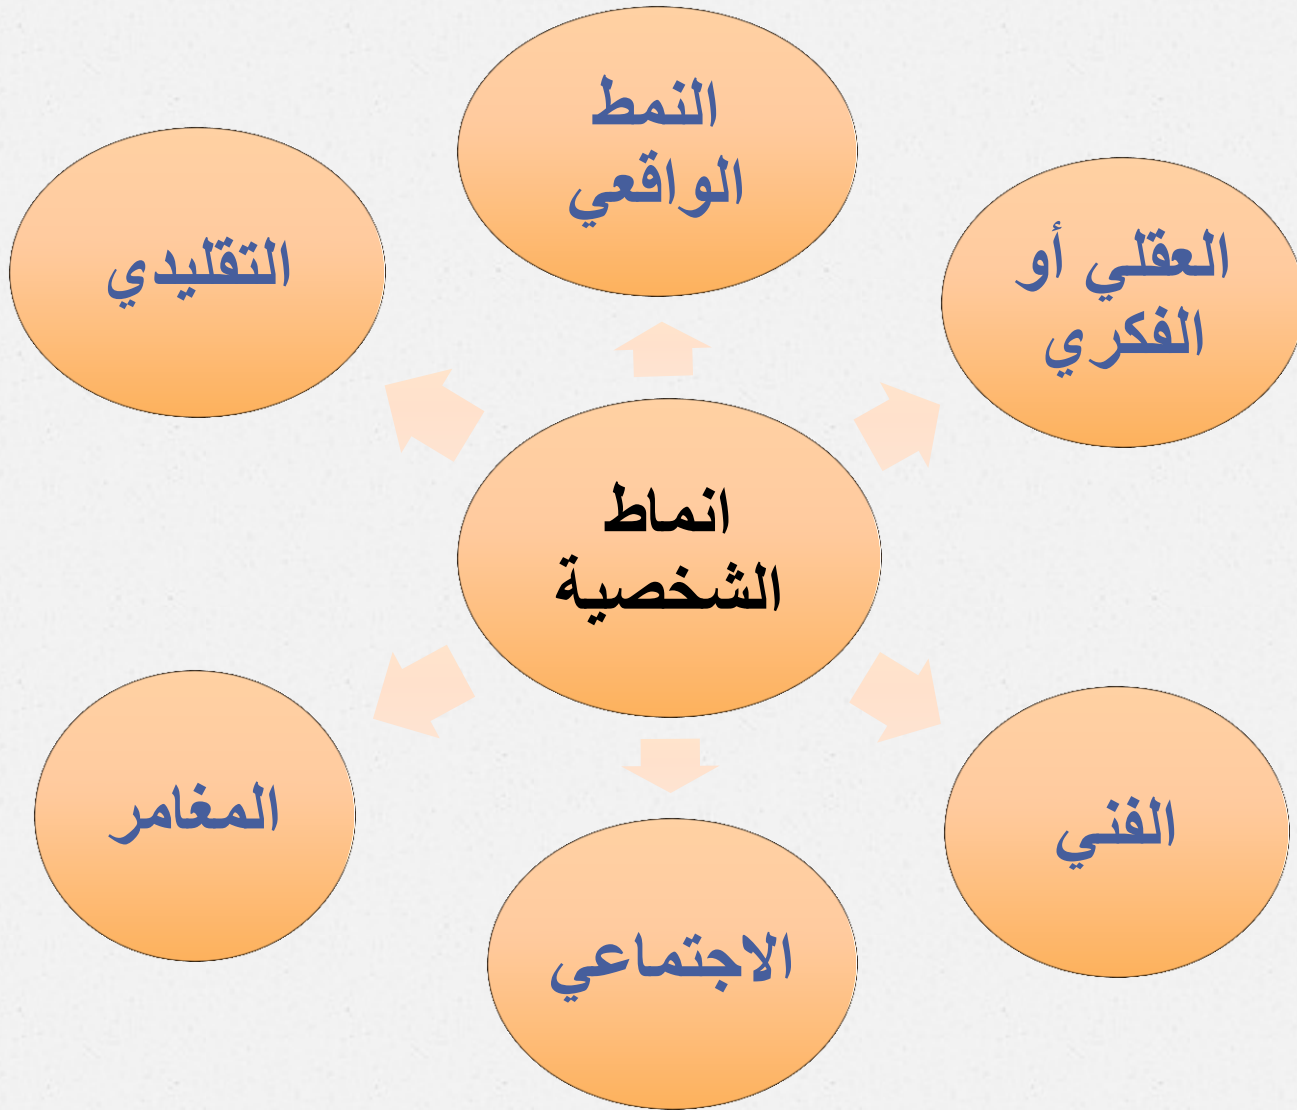 النمط
الواقعي
العقلي أو
الفكري
التقليدي
انماط
الشخصية
الفني
المغامر
الاجتماعي